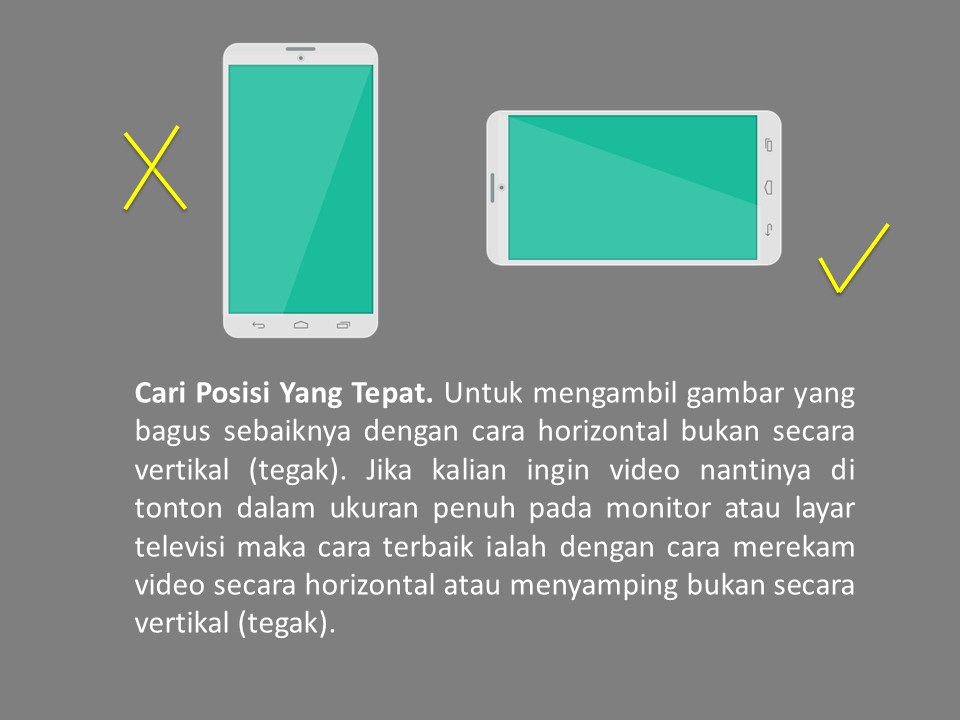 Cari Posisi Yang Tepat. Untuk mengambil gambar yang
bagus sebaiknya dengan cara horizontal bukan secara
vertikal (tegak). Jika kalian ingin video nantinya di
tonton dalam ukuran penuh pada monitor atau layar
televisi maka cara terbaik ialah dengan cara merekam
video secara horizontal atau menyamping bukan secara
vertikal (tegak).